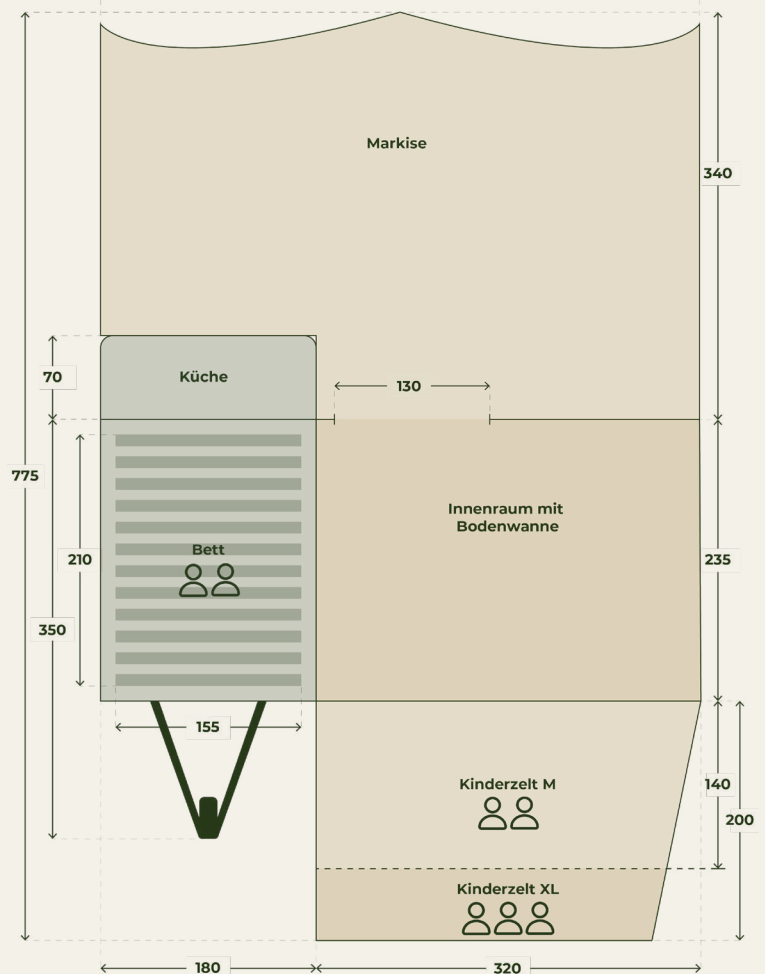 Markise
340
Küche
70
130
775
Innenraum mit
Bodenwanne
Bett
210
235
350
155
Kinderzelt M
140
200
Kinderzelt XL
180
320